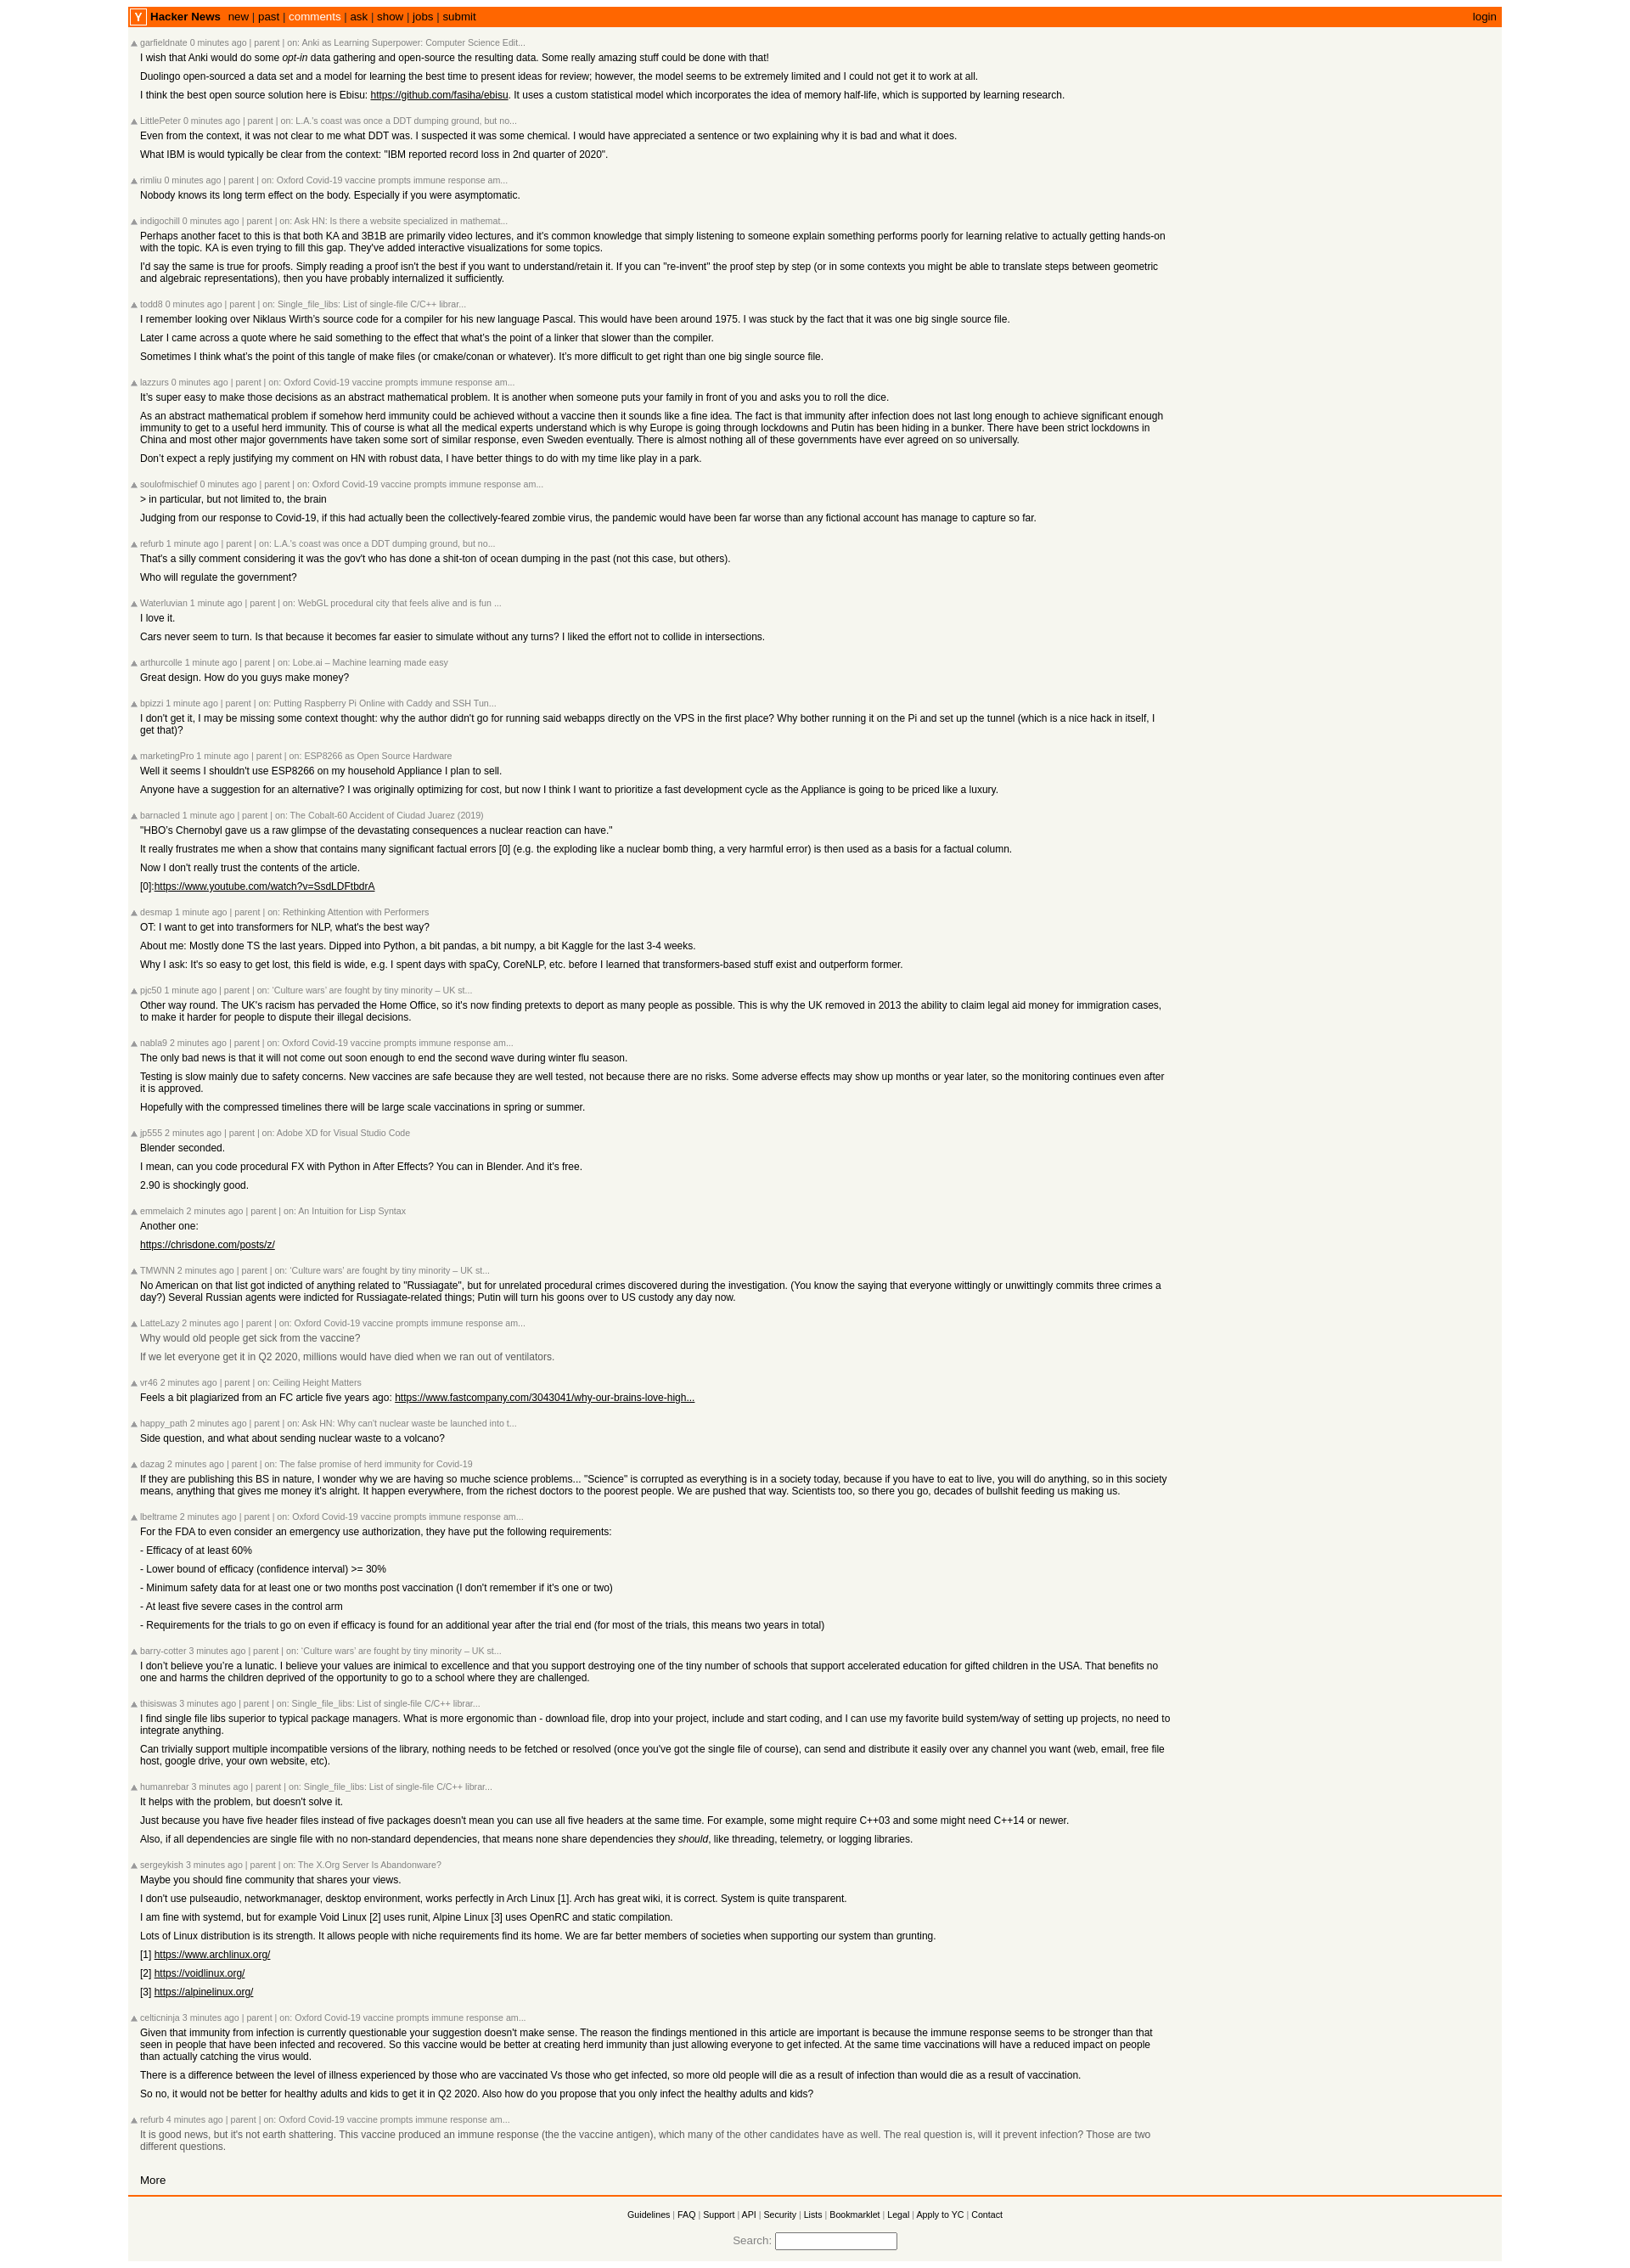 Y Hacker News new | past | comments | ask | show | jobs | submit login
garfieldnate 0 minutes ago | parent | on: Anki as Learning Superpower: Computer Science Edit...
I wish that Anki would do some opt-in data gathering and open-source the resulting data. Some really amazing stuff could be done with that!
Duolingo open-sourced a data set and a model for learning the best time to present ideas for review; however, the model seems to be extremely limited and I could not get it to work at all.
I think the best open source solution here is Ebisu: https://github.com/fasiha/ebisu. It uses a custom statistical model which incorporates the idea of memory half-life, which is supported by learning research.
LittlePeter 0 minutes ago | parent | on: L.A.'s coast was once a DDT dumping ground, but no...
Even from the context, it was not clear to me what DDT was. I suspected it was some chemical. I would have appreciated a sentence or two explaining why it is bad and what it does.
What IBM is would typically be clear from the context: "IBM reported record loss in 2nd quarter of 2020".
rimliu 0 minutes ago | parent | on: Oxford Covid-19 vaccine prompts immune response am...
Nobody knows its long term effect on the body. Especially if you were asymptomatic.
indigochill 0 minutes ago | parent | on: Ask HN: Is there a website specialized in mathemat...
Perhaps another facet to this is that both KA and 3B1B are primarily video lectures, and it's common knowledge that simply listening to someone explain something performs poorly for learning relative to actually getting hands-on
with the topic. KA is even trying to fill this gap. They've added interactive visualizations for some topics.
I'd say the same is true for proofs. Simply reading a proof isn't the best if you want to understand/retain it. If you can "re-invent" the proof step by step (or in some contexts you might be able to translate steps between geometric
and algebraic representations), then you have probably internalized it sufficiently.
todd8 0 minutes ago | parent | on: Single_file_libs: List of single-file C/C++ librar...
I remember looking over Niklaus Wirth's source code for a compiler for his new language Pascal. This would have been around 1975. I was stuck by the fact that it was one big single source file.
Later I came across a quote where he said something to the effect that what's the point of a linker that slower than the compiler.
Sometimes I think what's the point of this tangle of make files (or cmake/conan or whatever). It's more difficult to get right than one big single source file.
lazzurs 0 minutes ago | parent | on: Oxford Covid-19 vaccine prompts immune response am...
It's super easy to make those decisions as an abstract mathematical problem. It is another when someone puts your family in front of you and asks you to roll the dice.
As an abstract mathematical problem if somehow herd immunity could be achieved without a vaccine then it sounds like a fine idea. The fact is that immunity after infection does not last long enough to achieve significant enough
immunity to get to a useful herd immunity. This of course is what all the medical experts understand which is why Europe is going through lockdowns and Putin has been hiding in a bunker. There have been strict lockdowns in
China and most other major governments have taken some sort of similar response, even Sweden eventually. There is almost nothing all of these governments have ever agreed on so universally.
Don't expect a reply justifying my comment on HN with robust data, I have better things to do with my time like play in a park.
soulofmischief 0 minutes ago | parent | on: Oxford Covid-19 vaccine prompts immune response am...
> in particular, but not limited to, the brain
Judging from our response to Covid-19, if this had actually been the collectively-feared zombie virus, the pandemic would have been far worse than any fictional account has manage to capture so far.
refurb 1 minute ago | parent | on: L.A.'s coast was once a DDT dumping ground, but no...
That's a silly comment considering it was the gov't who has done a shit-ton of ocean dumping in the past (not this case, but others).
Who will regulate the government?
Waterluvian 1 minute ago | parent | on: WebGL procedural city that feels alive and is fun ...
I love it.
Cars never seem to turn. Is that because it becomes far easier to simulate without any turns? I liked the effort not to collide in intersections.
arthurcolle 1 minute ago | parent | on: Lobe.ai – Machine learning made easy
Great design. How do you guys make money?
bpizzi 1 minute ago | parent | on: Putting Raspberry Pi Online with Caddy and SSH Tun...
I don't get it, I may be missing some context thought: why the author didn't go for running said webapps directly on the VPS in the first place? Why bother running it on the Pi and set up the tunnel (which is a nice hack in itself, I
get that)?
marketingPro 1 minute ago | parent | on: ESP8266 as Open Source Hardware
Well it seems I shouldn't use ESP8266 on my household Appliance I plan to sell.
Anyone have a suggestion for an alternative? I was originally optimizing for cost, but now I think I want to prioritize a fast development cycle as the Appliance is going to be priced like a luxury.
barnacled 1 minute ago | parent | on: The Cobalt-60 Accident of Ciudad Juarez (2019)
"HBO's Chernobyl gave us a raw glimpse of the devastating consequences a nuclear reaction can have."
It really frustrates me when a show that contains many significant factual errors [0] (e.g. the exploding like a nuclear bomb thing, a very harmful error) is then used as a basis for a factual column.
Now I don't really trust the contents of the article.
[0]:https://www.youtube.com/watch?v=SsdLDFtbdrA
desmap 1 minute ago | parent | on: Rethinking Attention with Performers
OT: I want to get into transformers for NLP, what's the best way?
About me: Mostly done TS the last years. Dipped into Python, a bit pandas, a bit numpy, a bit Kaggle for the last 3-4 weeks.
Why I ask: It's so easy to get lost, this field is wide, e.g. I spent days with spaCy, CoreNLP, etc. before I learned that transformers-based stuff exist and outperform former.
pjc50 1 minute ago | parent | on: 'Culture wars' are fought by tiny minority – UK st...
Other way round. The UK's racism has pervaded the Home Office, so it's now finding pretexts to deport as many people as possible. This is why the UK removed in 2013 the ability to claim legal aid money for immigration cases,
to make it harder for people to dispute their illegal decisions.
nabla9 2 minutes ago | parent | on: Oxford Covid-19 vaccine prompts immune response am...
The only bad news is that it will not come out soon enough to end the second wave during winter flu season.
Testing is slow mainly due to safety concerns. New vaccines are safe because they are well tested, not because there are no risks. Some adverse effects may show up months or year later, so the monitoring continues even after
it is approved.
Hopefully with the compressed timelines there will be large scale vaccinations in spring or summer.
jp555 2 minutes ago | parent | on: Adobe XD for Visual Studio Code
Blender seconded.
I mean, can you code procedural FX with Python in After Effects? You can in Blender. And it's free.
2.90 is shockingly good.
emmelaich 2 minutes ago | parent | on: An Intuition for Lisp Syntax
Another one:
https://chrisdone.com/posts/z/
TMWNN 2 minutes ago | parent | on: 'Culture wars' are fought by tiny minority – UK st...
No American on that list got indicted of anything related to "Russiagate", but for unrelated procedural crimes discovered during the investigation. (You know the saying that everyone wittingly or unwittingly commits three crimes a
day?) Several Russian agents were indicted for Russiagate-related things; Putin will turn his goons over to US custody any day now.
LatteLazy 2 minutes ago | parent | on: Oxford Covid-19 vaccine prompts immune response am...
Why would old people get sick from the vaccine?
If we let everyone get it in Q2 2020, millions would have died when we ran out of ventilators.
vr46 2 minutes ago | parent | on: Ceiling Height Matters
Feels a bit plagiarized from an FC article five years ago: https://www.fastcompany.com/3043041/why-our-brains-love-high...
happy_path 2 minutes ago | parent | on: Ask HN: Why can't nuclear waste be launched into t...
Side question, and what about sending nuclear waste to a volcano?
dazag 2 minutes ago | parent | on: The false promise of herd immunity for Covid-19
If they are publishing this BS in nature, I wonder why we are having so muche science problems... "Science" is corrupted as everything is in a society today, because if you have to eat to live, you will do anything, so in this society
means, anything that gives me money it's alright. It happen everywhere, from the richest doctors to the poorest people. We are pushed that way. Scientists too, so there you go, decades of bullshit feeding us making us.
lbeltrame 2 minutes ago | parent | on: Oxford Covid-19 vaccine prompts immune response am...
For the FDA to even consider an emergency use authorization, they have put the following requirements:
- Efficacy of at least 60%
- Lower bound of efficacy (confidence interval) >= 30%
- Minimum safety data for at least one or two months post vaccination (I don't remember if it's one or two)
- At least five severe cases in the control arm
- Requirements for the trials to go on even if efficacy is found for an additional year after the trial end (for most of the trials, this means two years in total)
barry-cotter 3 minutes ago | parent | on: 'Culture wars' are fought by tiny minority – UK st...
I don't believe you're a lunatic. I believe your values are inimical to excellence and that you support destroying one of the tiny number of schools that support accelerated education for gifted children in the USA. That benefits no
one and harms the children deprived of the opportunity to go to a school where they are challenged.
thisiswas 3 minutes ago | parent | on: Single_file_libs: List of single-file C/C++ librar...
I find single file libs superior to typical package managers. What is more ergonomic than - download file, drop into your project, include and start coding, and I can use my favorite build system/way of setting up projects, no need to
integrate anything.
Can trivially support multiple incompatible versions of the library, nothing needs to be fetched or resolved (once you've got the single file of course), can send and distribute it easily over any channel you want (web, email, free file
host, google drive, your own website, etc).
humanrebar 3 minutes ago | parent | on: Single_file_libs: List of single-file C/C++ librar...
It helps with the problem, but doesn't solve it.
Just because you have five header files instead of five packages doesn't mean you can use all five headers at the same time. For example, some might require C++03 and some might need C++14 or newer.
Also, if all dependencies are single file with no non-standard dependencies, that means none share dependencies they should, like threading, telemetry, or logging libraries.
sergeykish 3 minutes ago | parent | on: The X.Org Server Is Abandonware?
Maybe you should fine community that shares your views.
I don't use pulseaudio, networkmanager, desktop environment, works perfectly in Arch Linux [1]. Arch has great wiki, it is correct. System is quite transparent.
I am fine with systemd, but for example Void Linux [2] uses runit, Alpine Linux [3] uses OpenRC and static compilation.
Lots of Linux distribution is its strength. It allows people with niche requirements find its home. We are far better members of societies when supporting our system than grunting.
[1] https://www.archlinux.org/
[2] https://voidlinux.org/
[3] https://alpinelinux.org/
celticninja 3 minutes ago | parent | on: Oxford Covid-19 vaccine prompts immune response am...
Given that immunity from infection is currently questionable your suggestion doesn't make sense. The reason the findings mentioned in this article are important is because the immune response seems to be stronger than that
seen in people that have been infected and recovered. So this vaccine would be better at creating herd immunity than just allowing everyone to get infected. At the same time vaccinations will have a reduced impact on people
than actually catching the virus would.
There is a difference between the level of illness experienced by those who are vaccinated Vs those who get infected, so more old people will die as a result of infection than would die as a result of vaccination.
So no, it would not be better for healthy adults and kids to get it in Q2 2020. Also how do you propose that you only infect the healthy adults and kids?
refurb 4 minutes ago | parent | on: Oxford Covid-19 vaccine prompts immune response am...
It is good news, but it's not earth shattering. This vaccine produced an immune response (the the vaccine antigen), which many of the other candidates have as well. The real question is, will it prevent infection? Those are two
different questions.
More
Guidelines | FAQ | Support | API | Security | Lists | Bookmarklet | Legal | Apply to YC | Contact
Search: